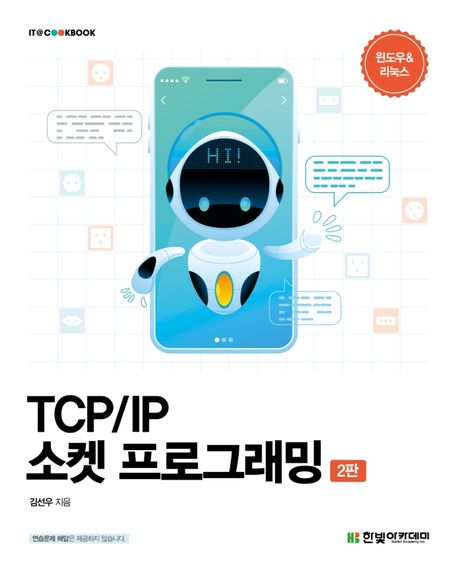 IT@COOKBOOK
윈도우&
리눅스
HI!
TCP/IP
소켓 프로그래밍 2판
김선우 지음
연습문제 해답은 제공하지 않습니다.
HB 한빛아카데미
Hanbit Academy, Inc.